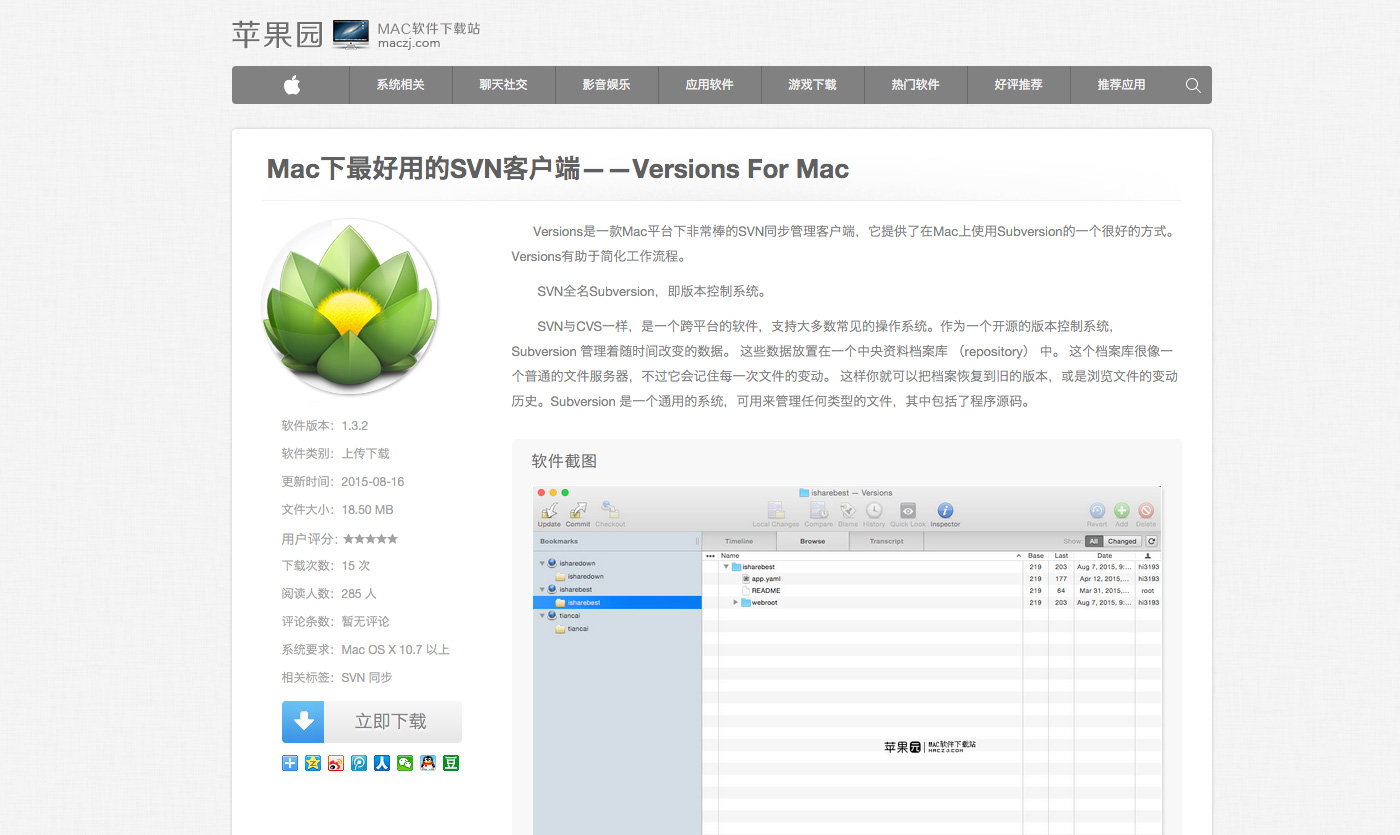 苹果园
MAC软件下载站
maczj.com
系统相关 聊天社交 影音娱乐 应用软件 游戏下载 热门软件 好评推荐 推荐应用
Mac下最好用的SVN客户端——Versions For Mac
Versions是一款Mac平台下非常棒的SVN同步管理客户端，它提供了在Mac上使用Subversion的一个很好的方式。
Versions有助于简化工作流程。
SVN全名Subversion，即版本控制系统。
SVN与CVS一样，是一个跨平台的软件，支持大多数常见的操作系统。作为一个开源的版本控制系统，
Subversion 管理着随时间改变的数据。 这些数据放置在一个中央资料档案库 （repository） 中。 这个档案库很像一
个普通的文件服务器，不过它会记住每一次文件的变动。 这样你就可以把档案恢复到旧的版本，或是浏览文件的变动
历史。Subversion 是一个通用的系统，可用来管理任何类型的文件，其中包括了程序源码。
软件版本：1.3.2
软件类别：上传下载
更新时间：2015-08-16
文件大小：18.50 MB
用户评分：★★★★★
下载次数：15 次
阅读人数：285 人
评论条数：暂无评论
系统要求：Mac OS X 10.7 以上
相关标签：SVN 同步
立即下载
软件截图
isharebest — Versions
Update Commit Checkout Local Changes Compare Blame History Quick Look Inspector Revert Add Delete
Bookmarks Timeline Browse Transcript Show: All Changed
Name Base Last Date
isharedown
isharedown
isharebest
isharebest
tiancai
tiancai
isharebest 219 203 Aug 7, 2015, 9:... hi3193
app.yaml 219 177 Apr 12, 2015,... hi3193
README 219 64 Mar 31, 2015,... root
webroot 219 203 Aug 7, 2015, 9:... hi3193
苹果园
MAC软件下载站
MACZJ.COM
人
豆